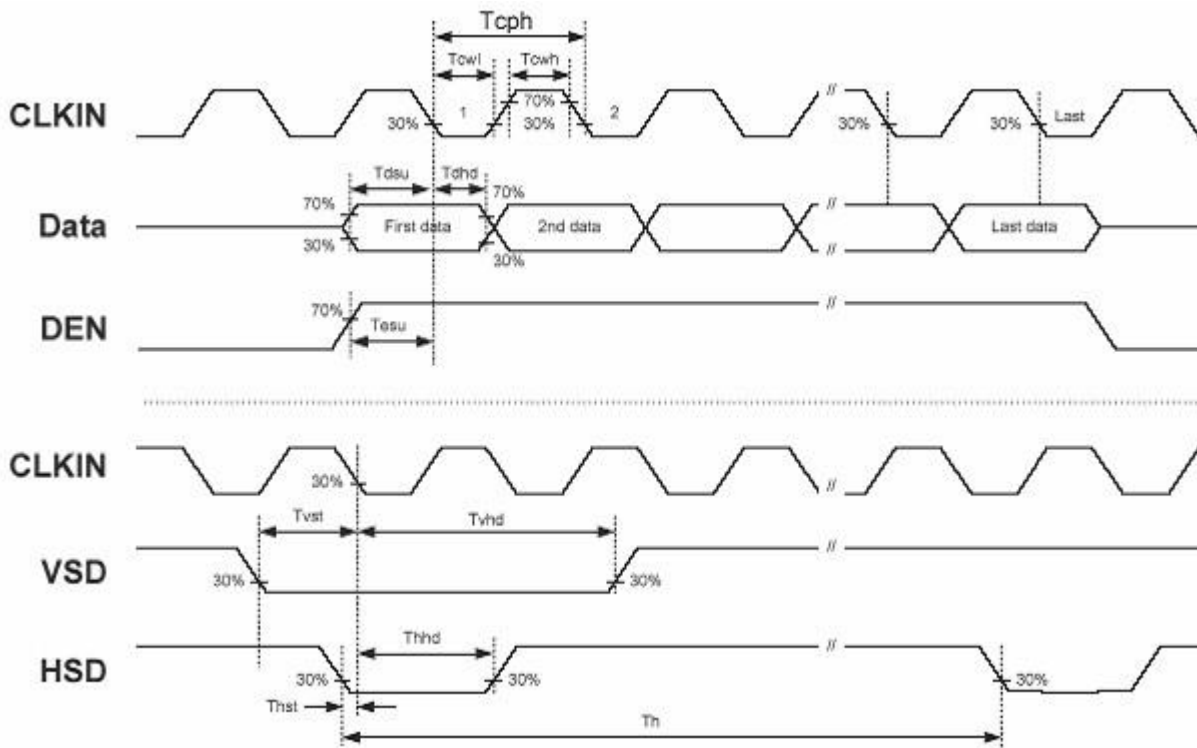 Tcph
Tcwl Tcwh
CLKIN 30% 1 70% 30% 2 // 30% 30% Last
Tdsu Tdhd
70% 70%
Data First data 2nd data // Last data
30% 30%
DEN 70% Tesu //
CLKIN 30% //
Tvst Tvhd
VSD 30% 30% //
Thhd
HSD 30% 30% // 30%
Thst
Th